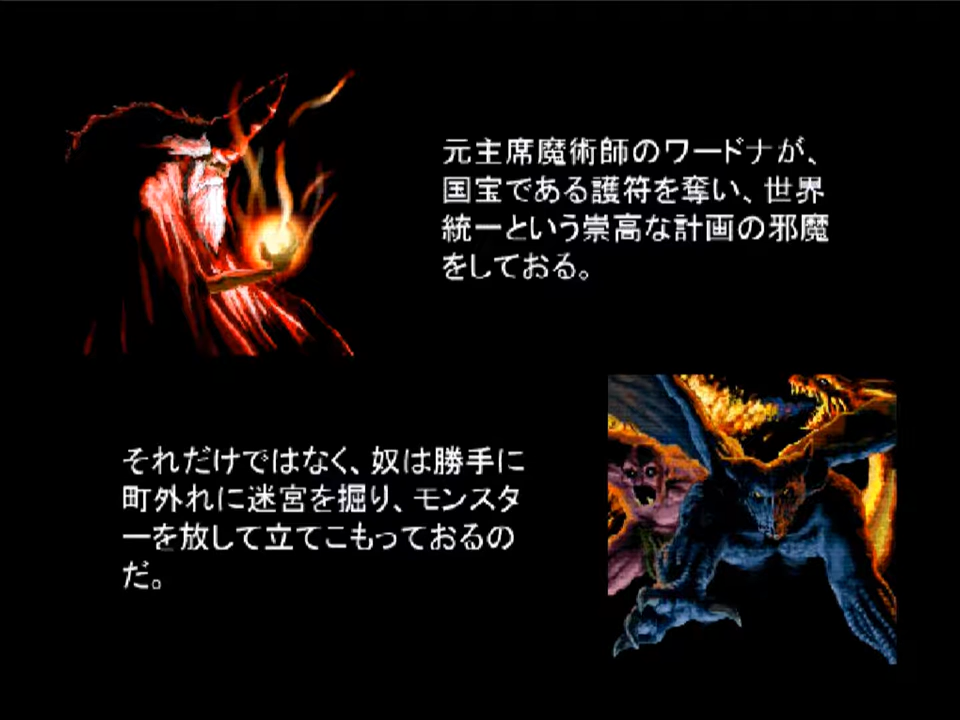 元主席魔術師のワードナが、
国宝である護符を奪い、世界
統一という崇高な計画の邪魔
をしておる。
それだけではなく、奴は勝手に
町外れに迷宮を掘り、モンスタ
ーを放して立てこもっておるの
だ。